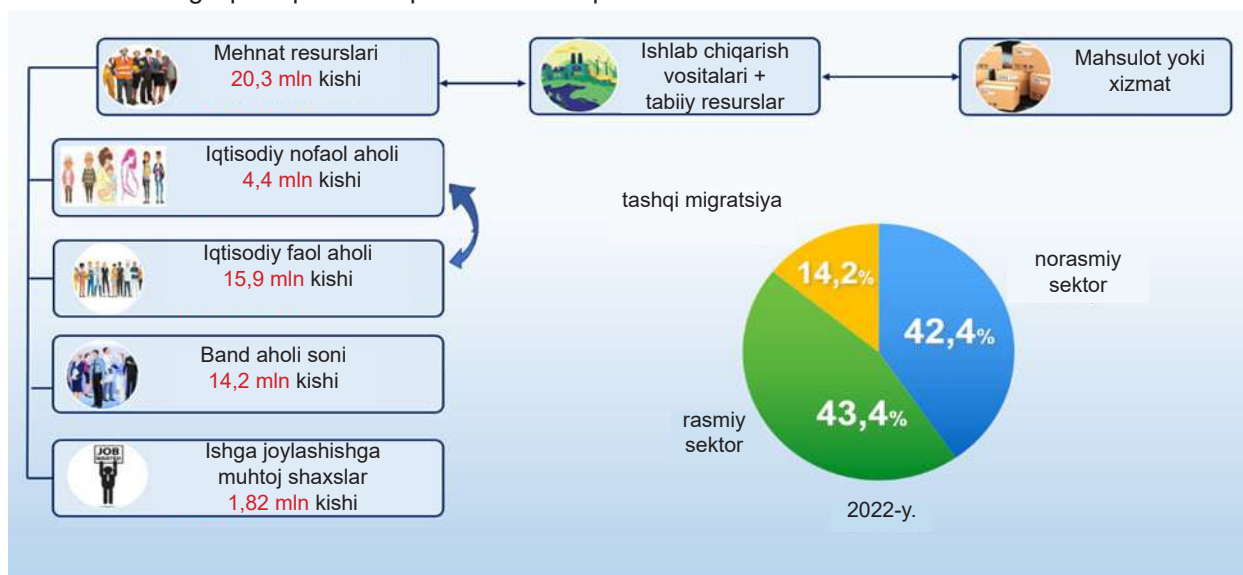 Mehnat resurslari
20,3 mln kishi
Ishlab chiqarish
vositalari +
tabiiy resurslar
Mahsulot yoki
xizmat
Iqtisodiy nofaol aholi
4,4 mln kishi
Iqtisodiy faol aholi
15,9 mln kishi
Band aholi soni
14,2 mln kishi
JOB
WANTED
Ishga joylashishga
muhtoj shaxslar
1,82 mln kishi
tashqi migratsiya
14,2%
norasmiy
sektor
42,4%
43,4%
rasmiy
sektor
2022-y.